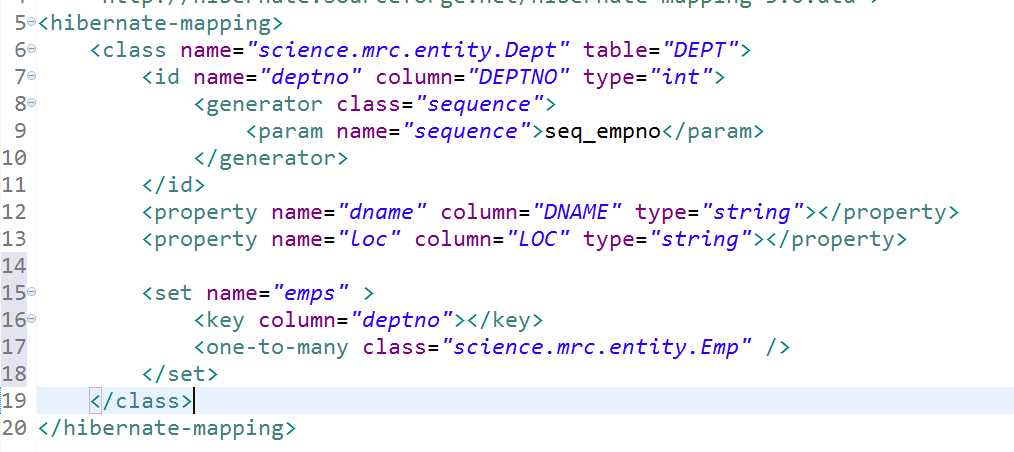 5 <hibernate-mapping>
6 <class name="science.mrc.entity.Dept" table="DEPT">
7 <id name="deptno" column="DEPTNO" type="int">
8 <generator class="sequence">
9 <param name="sequence">seq_empno</param>
10 </generator>
11 </id>
12 <property name="dname" column="DNAME" type="string"></property>
13 <property name="loc" column="LOC" type="string"></property>
14
15 <set name="emps" >
16 <key column="deptno"></key>
17 <one-to-many class="science.mrc.entity.Emp" />
18 </set>
19 </class>
20 </hibernate-mapping>